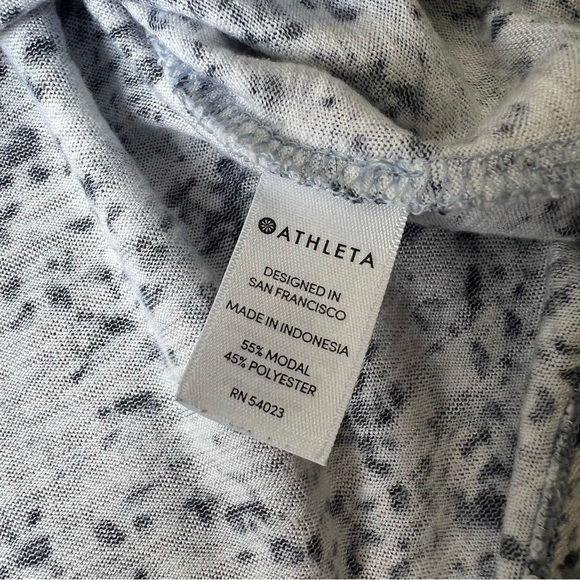 ATHLETA
DESIGNED IN
SAN FRANCISCO
MADE IN INDONESIA
55% MODAL
45% POLYESTER
RN 54023